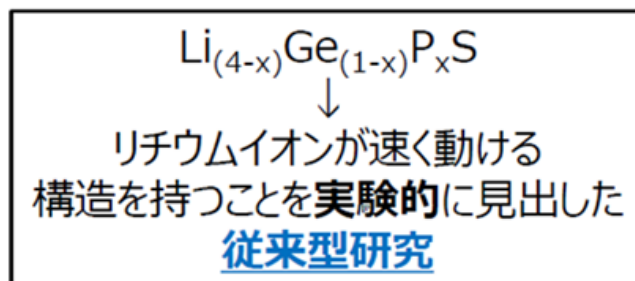 Li(4-x)Ge(1-x)PxS
↓
リチウムイオンが速く動ける
構造を持つことを実験的に見出した
従来型研究